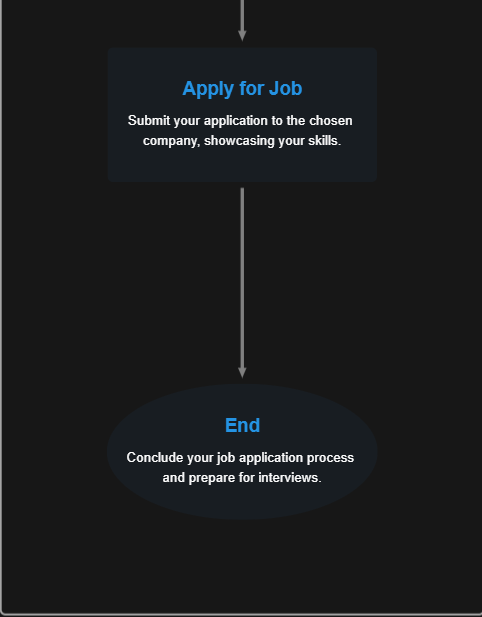 Apply for Job
Submit your application to the chosen
company, showcasing your skills.
End
Conclude your job application process
and prepare for interviews.